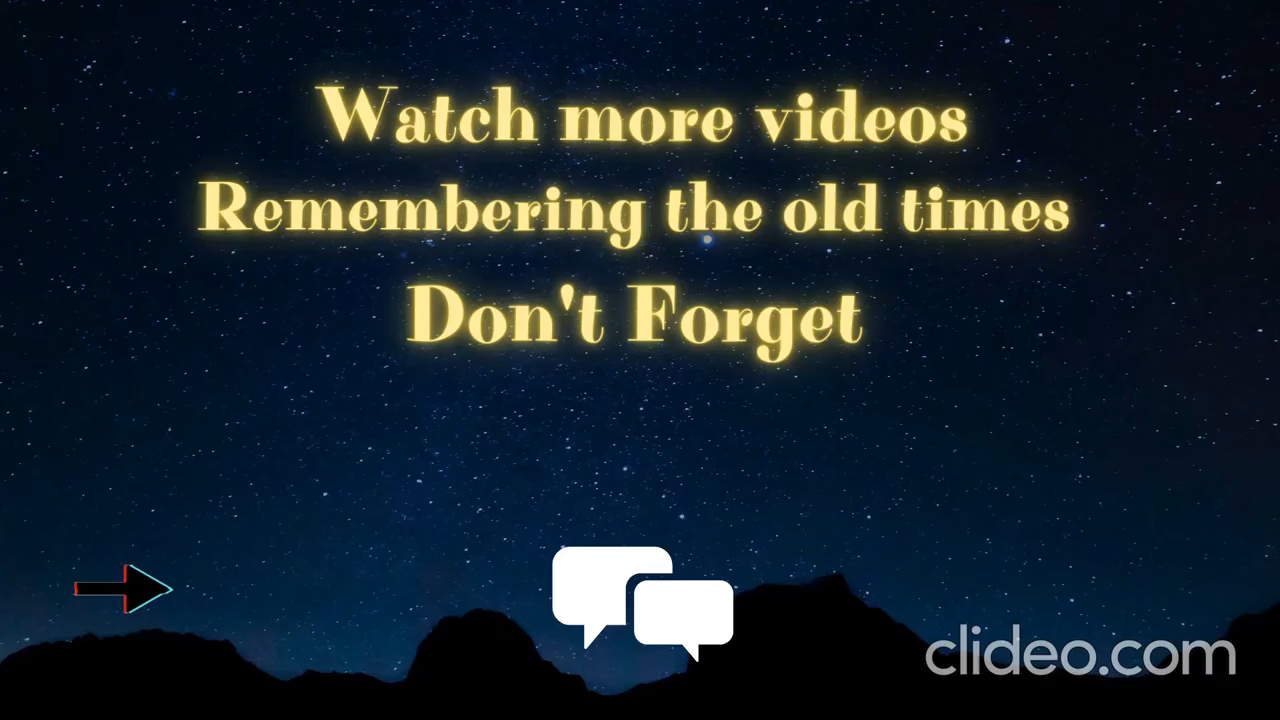 Watch more videos
Remembering the old times
Don't Forget
clideo.com